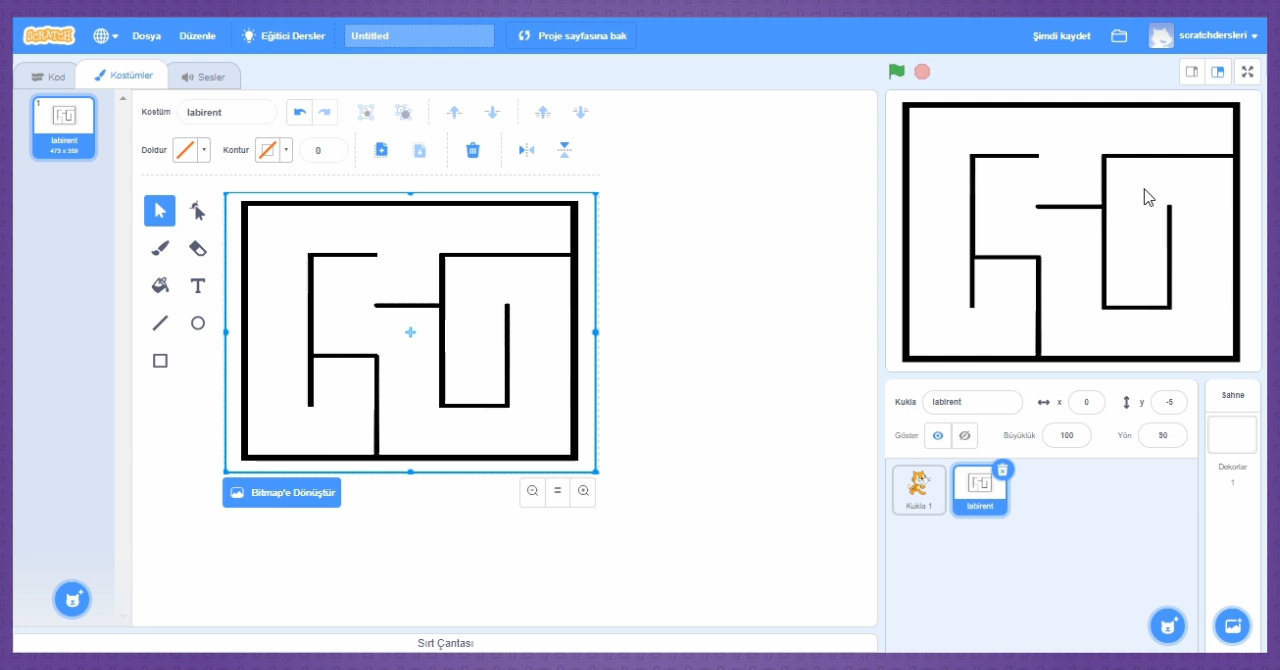 SCRATCH Dosya Düzenle Eğitici Dersler Untitled Proje sayfasına bak Şimdi kaydet scratchdersleri
Kod Kostümler Sesler
1
labirent
473 x 359
Kostüm labirent
Doldur Kontur 0
Bitmap'e Dönüştür
Sırt Çantası
Kukla labirent x 0 y -5
Göster Büyüklük 100 Yön 90
Kukla 1 labirent
Sahne
Dekorlar
1